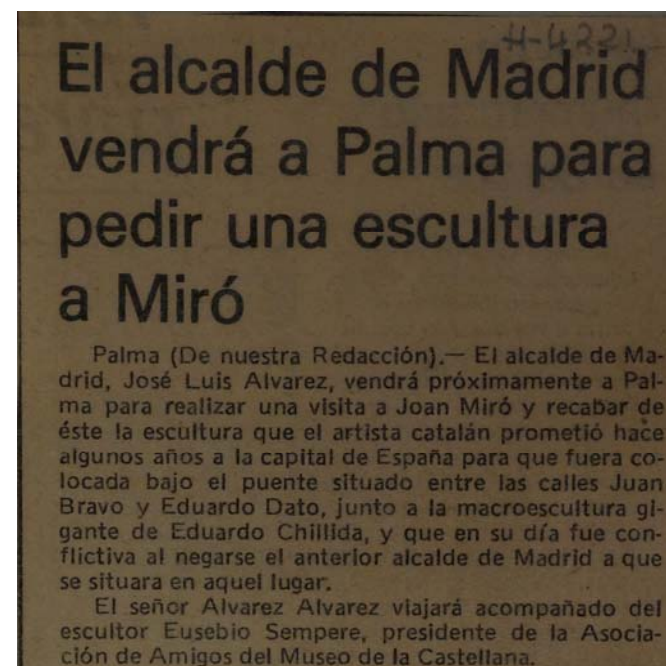 H-4221
El alcalde de Madrid
vendrá a Palma para
pedir una escultura
a Miró
Palma (De nuestra Redacción).— El alcalde de Ma-
drid, José Luis Alvarez, vendrá próximamente a Pal-
ma para realizar una visita a Joan Miró y recabar de
éste la escultura que el artista catalán prometió hace
algunos años a la capital de España para que fuera co-
locada bajo el puente situado entre las calles Juan
Bravo y Eduardo Dato, junto a la macroescultura gi-
gante de Eduardo Chillida, y que en su día fue con-
flictiva al negarse el anterior alcalde de Madrid a que
se situara en aquel lugar.
El señor Alvarez Alvarez viajará acompañado del
escultor Eusebio Sempere, presidente de la Asocia-
ción de Amigos del Museo de la Castellana.